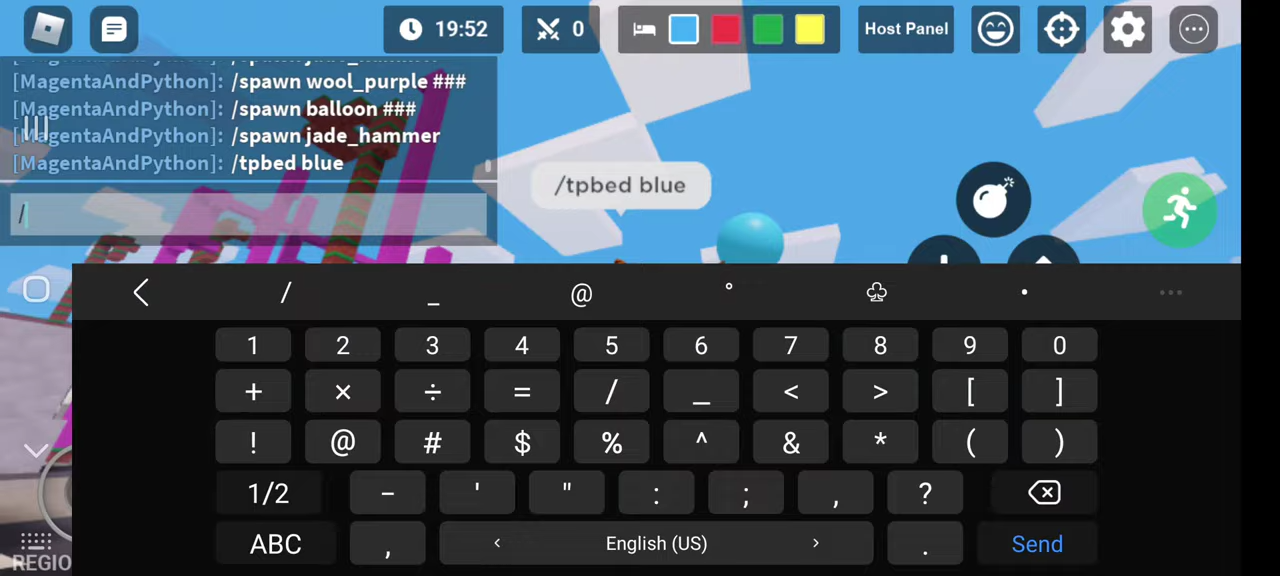 19:52
0
Host Panel
[MagentaAndPython]: /spawn wool_purple ###
[MagentaAndPython]: /spawn balloon ###
[MagentaAndPython]: /spawn jade_hammer
[MagentaAndPython]: /tpbed blue
/tpbed blue
/
/ _ @ ° ♧ •
1 2 3 4 5 6 7 8 9 0
+ × ÷ = / _ < > [ ]
! @ # $ % ^ & * ( )
1/2 - ' " : ; , ?
ABC , < English (US) > . Send
REGIO